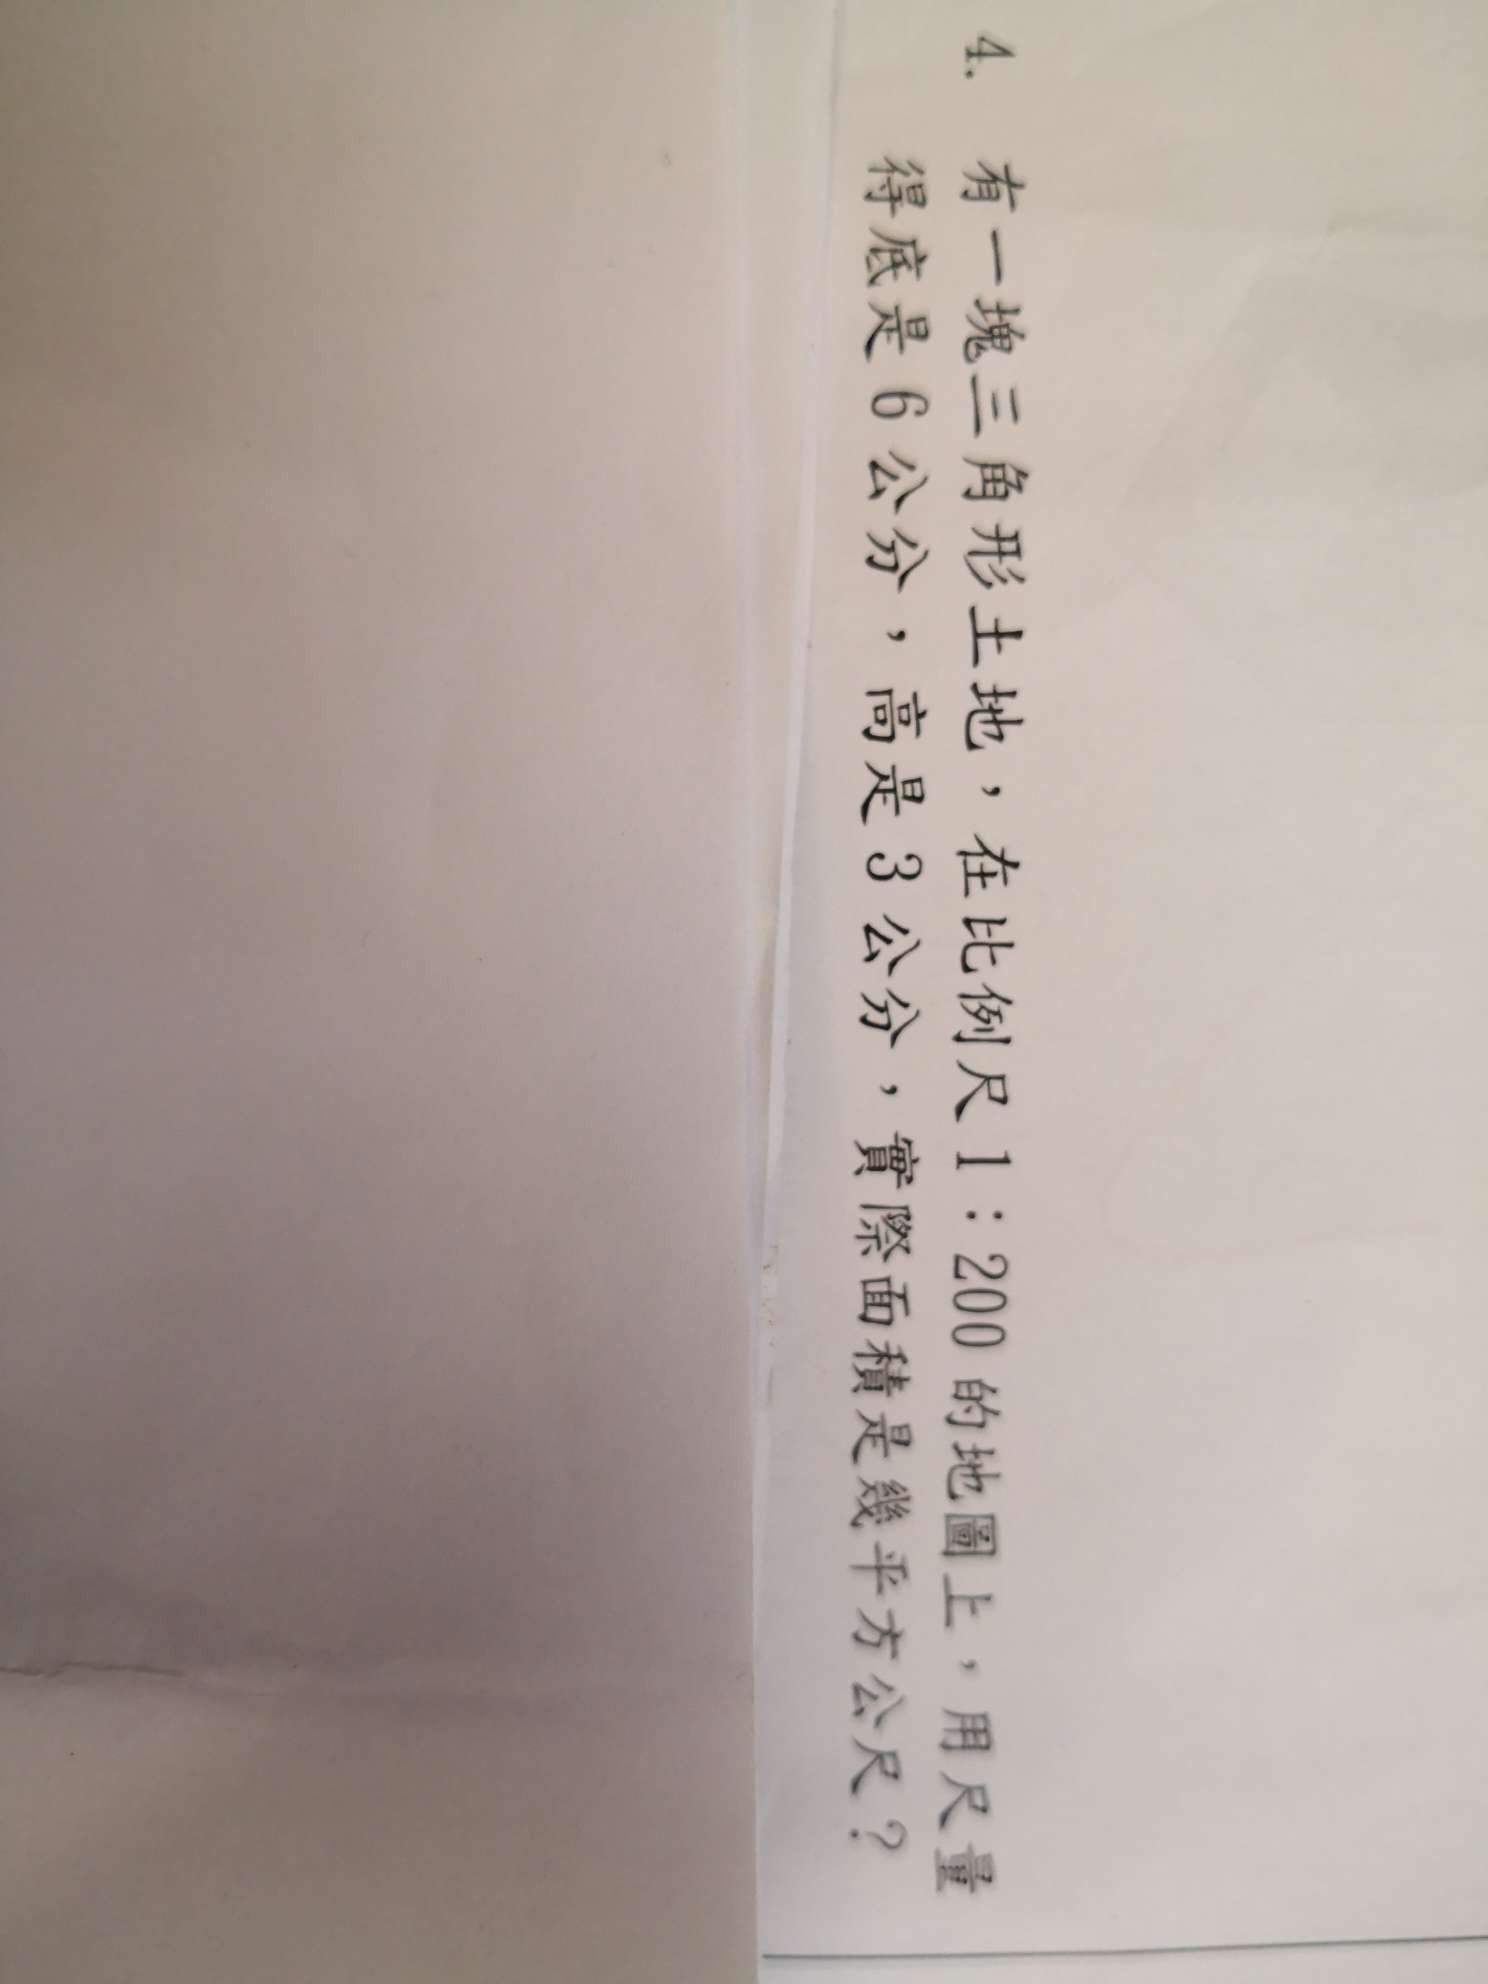 4. 有一塊三角形土地，在比例尺1：200的地圖上，用尺量
得底是6公分，高是3公分，實際面積是幾平方公尺？